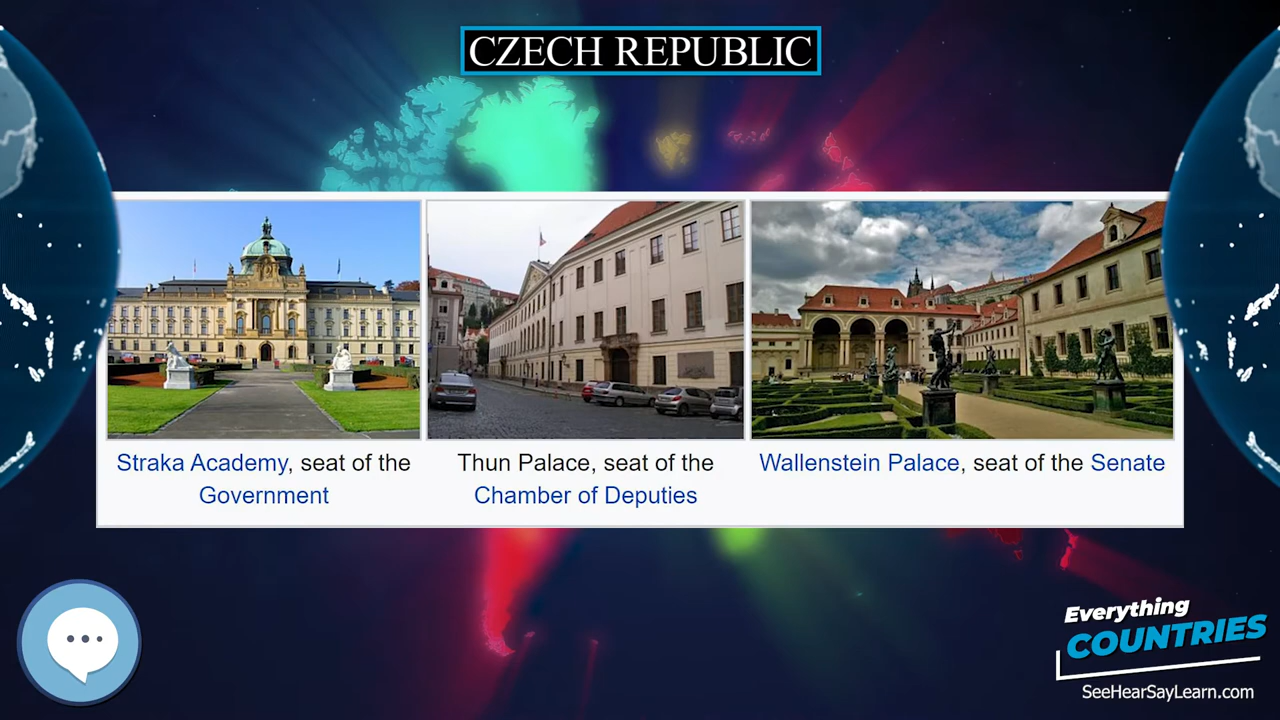 CZECH REPUBLIC
Straka Academy, seat of the
Government
Thun Palace, seat of the
Chamber of Deputies
Wallenstein Palace, seat of the Senate
Everything
COUNTRIES
SeeHearSayLearn.com